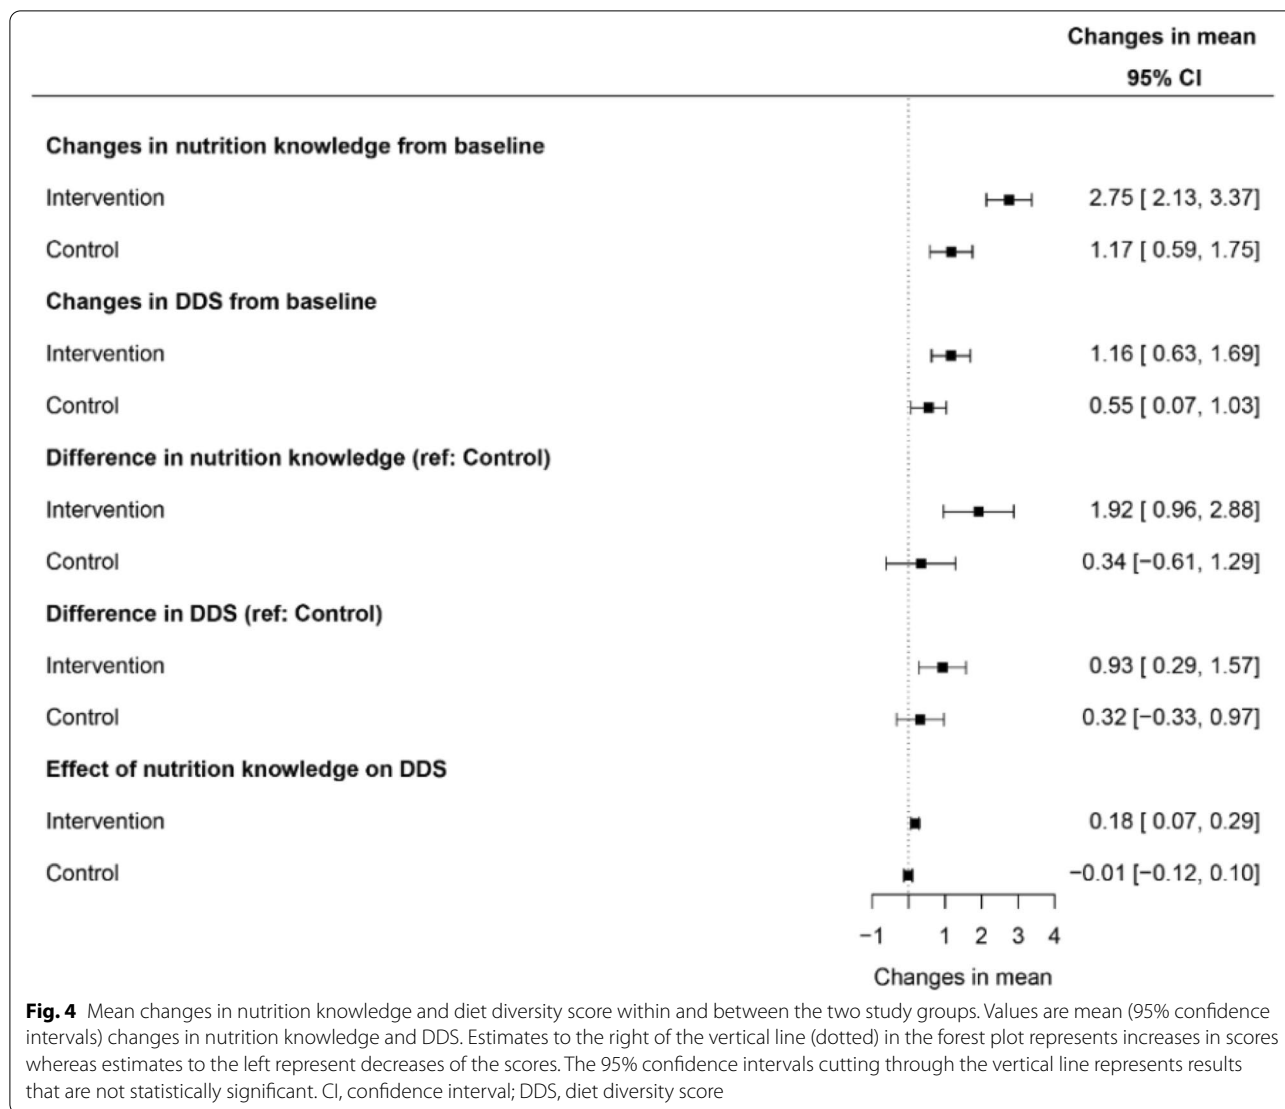 Changes in mean
95% CI
Changes in nutrition knowledge from baseline
Intervention 2.75 [ 2.13, 3.37]
Control 1.17 [ 0.59, 1.75]
Changes in DDS from baseline
Intervention 1.16 [ 0.63, 1.69]
Control 0.55 [ 0.07, 1.03]
Difference in nutrition knowledge (ref: Control)
Intervention 1.92 [ 0.96, 2.88]
Control 0.34 [−0.61, 1.29]
Difference in DDS (ref: Control)
Intervention 0.93 [ 0.29, 1.57]
Control 0.32 [−0.33, 0.97]
Effect of nutrition knowledge on DDS
Intervention 0.18 [ 0.07, 0.29]
Control −0.01 [−0.12, 0.10]
−1 1 2 3 4
Changes in mean
Fig. 4 Mean changes in nutrition knowledge and diet diversity score within and between the two study groups. Values are mean (95% confidence
intervals) changes in nutrition knowledge and DDS. Estimates to the right of the vertical line (dotted) in the forest plot represents increases in scores
whereas estimates to the left represent decreases of the scores. The 95% confidence intervals cutting through the vertical line represents results
that are not statistically significant. CI, confidence interval; DDS, diet diversity score